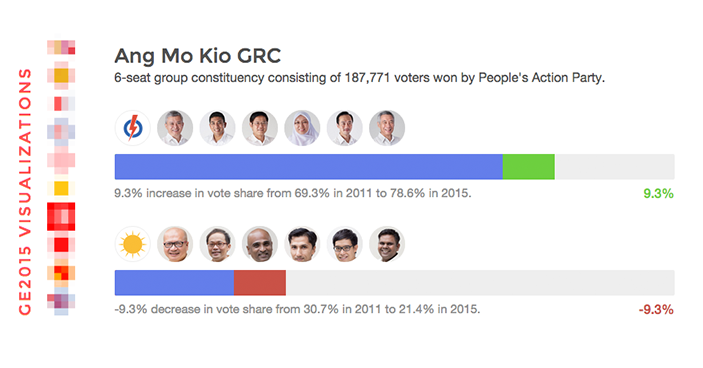 GE2015 VISUALIZATIONS
Ang Mo Kio GRC
6-seat group constituency consisting of 187,771 voters won by People's Action Party.
9.3% increase in vote share from 69.3% in 2011 to 78.6% in 2015. 9.3%
-9.3% decrease in vote share from 30.7% in 2011 to 21.4% in 2015. -9.3%